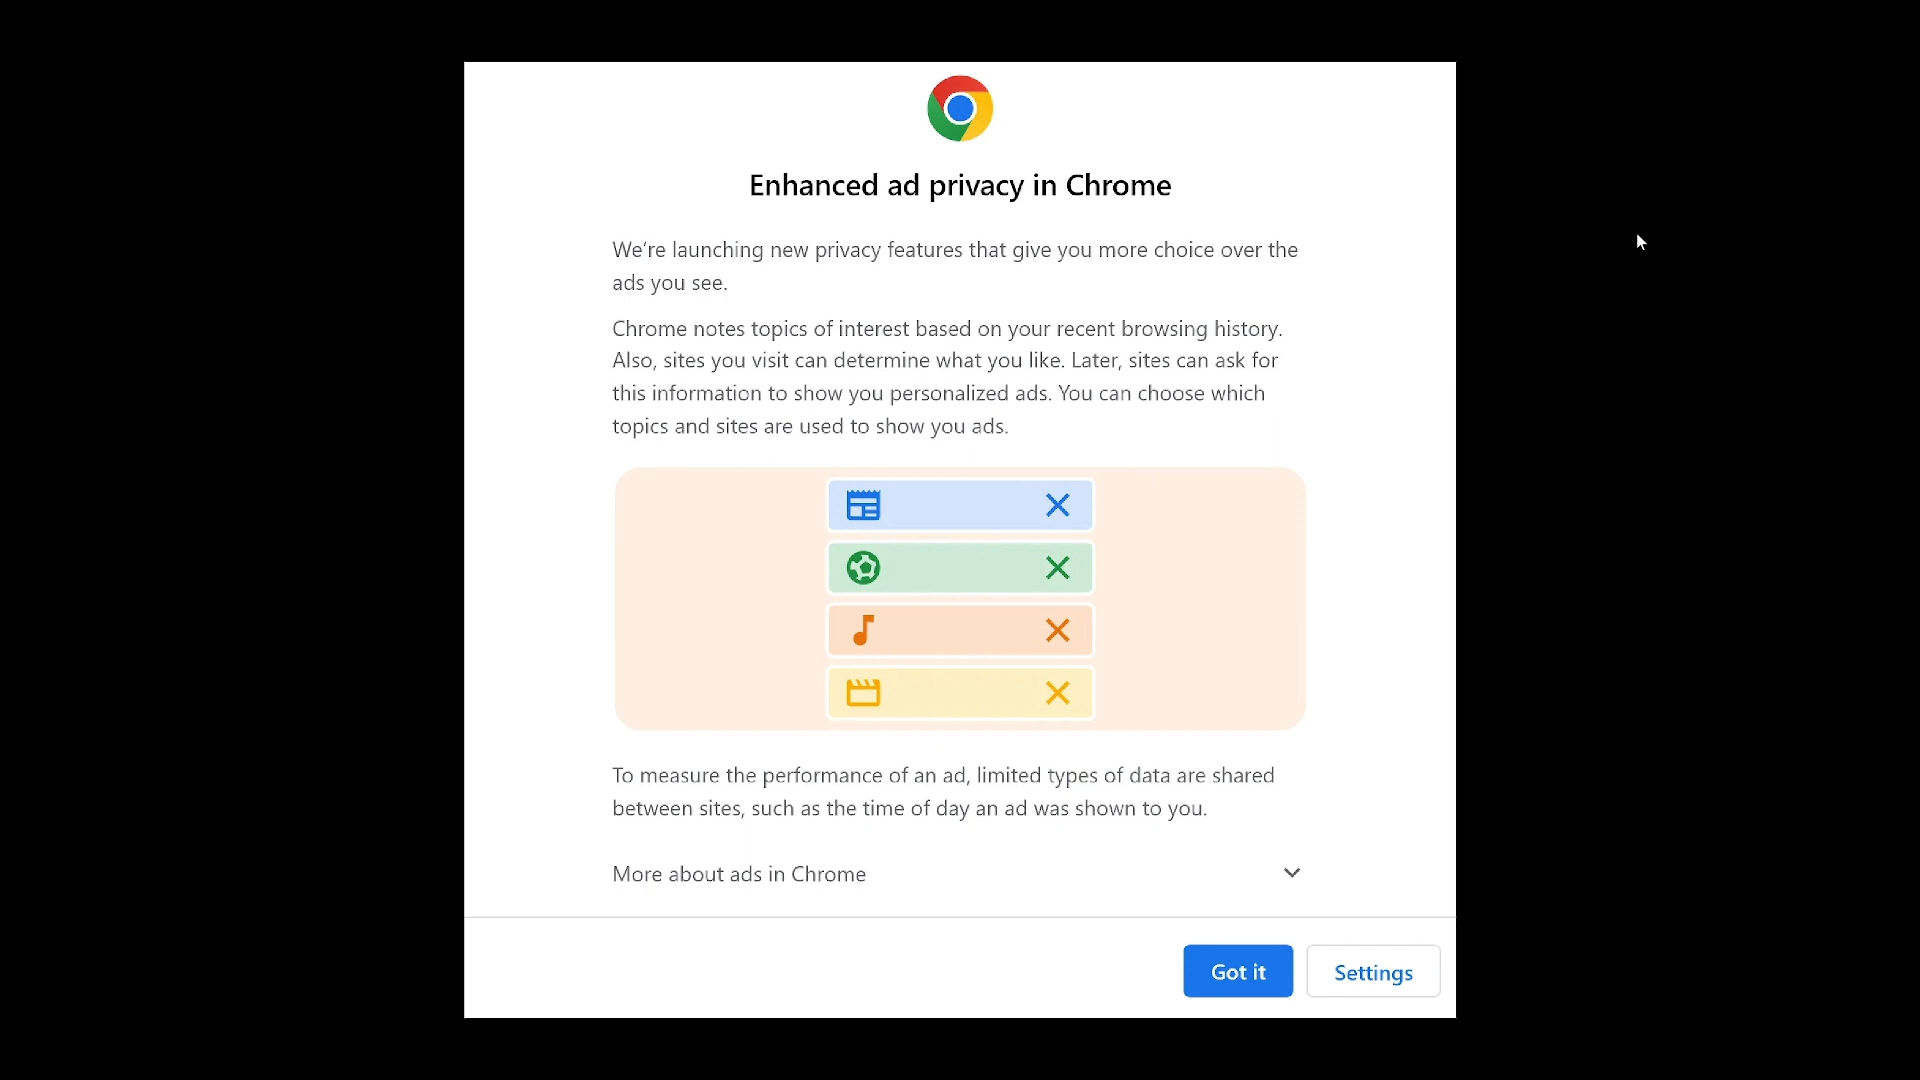 Enhanced ad privacy in Chrome
We’re launching new privacy features that give you more choice over the
ads you see.
Chrome notes topics of interest based on your recent browsing history.
Also, sites you visit can determine what you like. Later, sites can ask for
this information to show you personalized ads. You can choose which
topics and sites are used to show you ads.
To measure the performance of an ad, limited types of data are shared
between sites, such as the time of day an ad was shown to you.
More about ads in Chrome
Got it
Settings